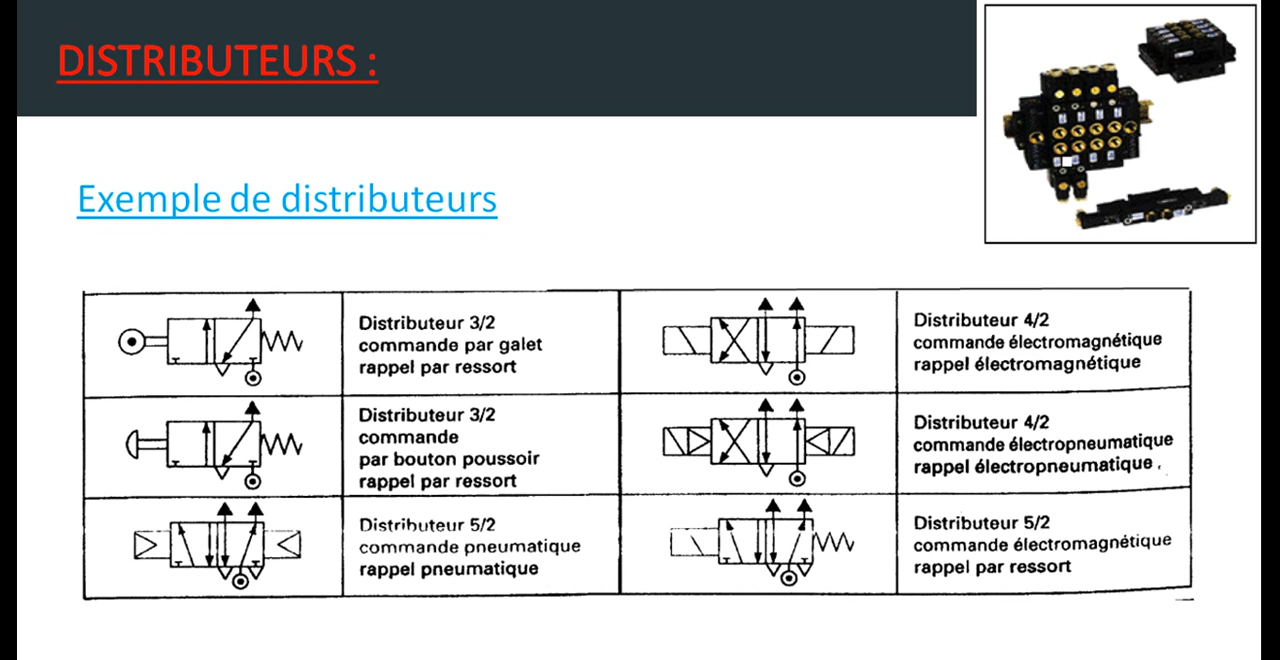 DISTRIBUTEURS :
Exemple de distributeurs
Distributeur 3/2
commande par galet
rappel par ressort
Distributeur 4/2
commande électromagnétique
rappel électromagnétique
Distributeur 3/2
commande
par bouton poussoir
rappel par ressort
Distributeur 4/2
commande électropneumatique
rappel électropneumatique .
Distributeur 5/2
commande pneumatique
rappel pneumatique
Distributeur 5/2
commande électromagnétique
rappel par ressort